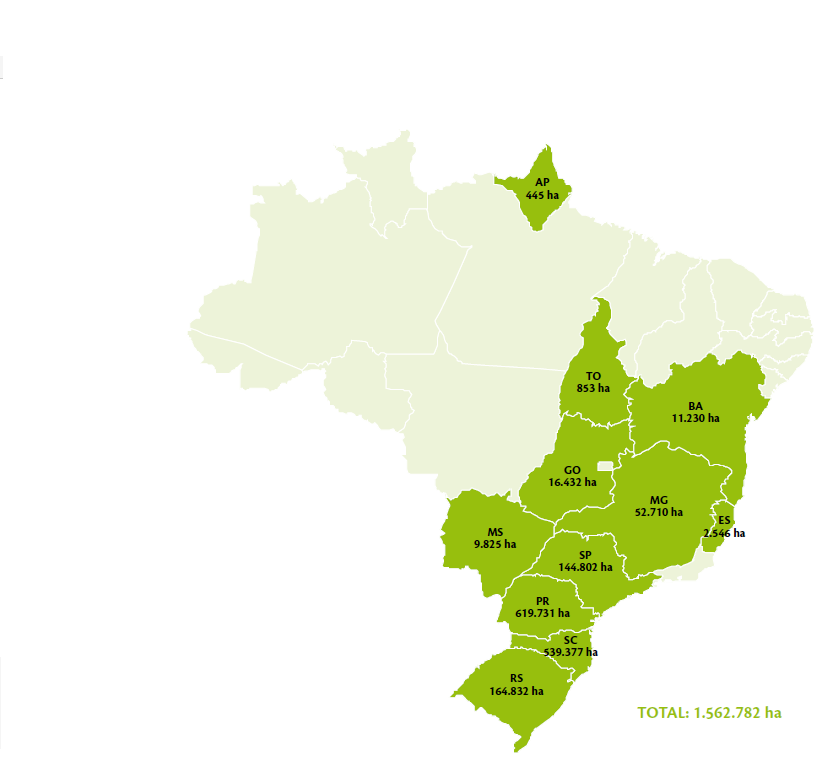 AP
445 ha
TO
853 ha
BA
11.230 ha
GO
16.432 ha
MG
52.710 ha
ES
2.546 ha
MS
9.825 ha
SP
144.802 ha
PR
619.731 ha
SC
539.377 ha
RS
164.832 ha
TOTAL: 1.562.782 ha